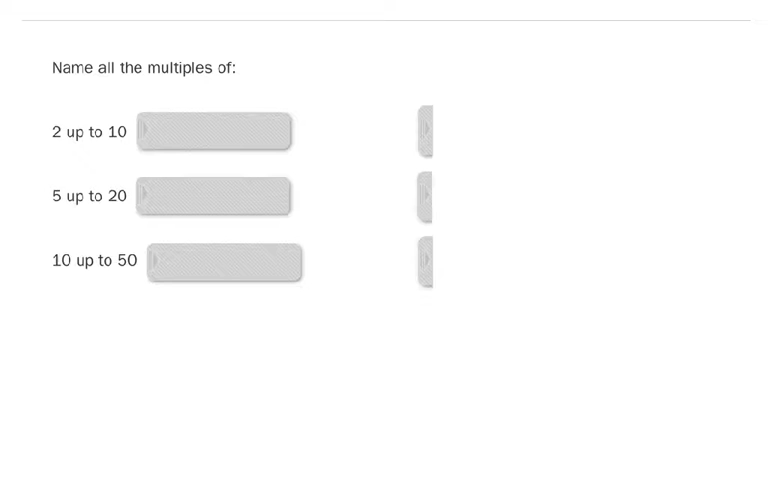 Name all the multiples of:
2 up to 10
5 up to 20
10 up to 50